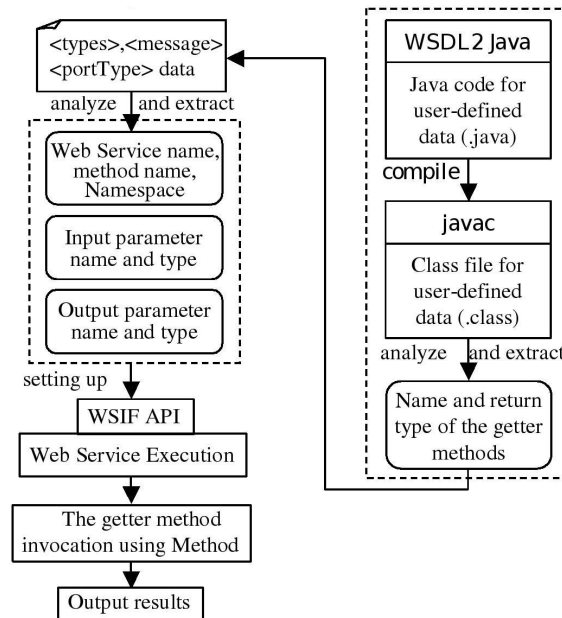 <types>,<message>
<portType> data
analyze and extract
Web Service name,
method name,
Namespace
Input parameter
name and type
Output parameter
name and type
setting up
WSIF API
Web Service Execution
The getter method
invocation using Method
Output results
WSDL2 Java
Java code for
user-defined
data (.java)
compile
javac
Class file for
user-defined
data (.class)
analyze and extract
Name and return
type of the getter
methods